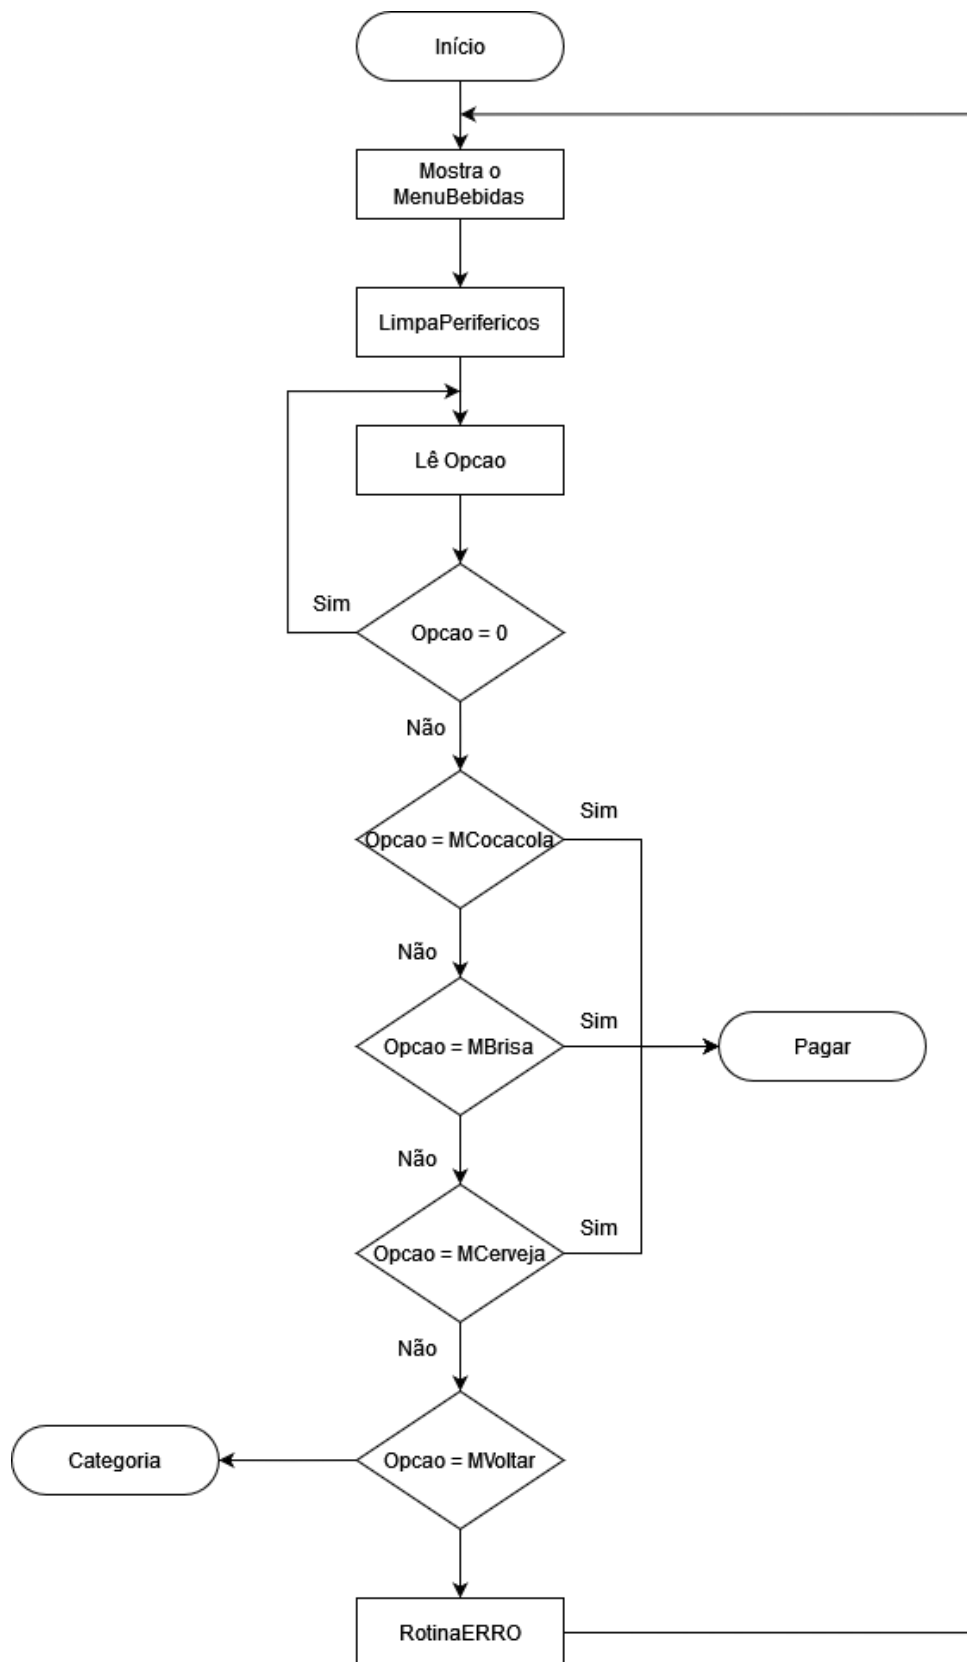 Início
Mostra o
MenuBebidas
LimpaPerifericos
Lê Opcao
Sim
Opcao = 0
Não
Sim
Opcao = MCocacola
Não
Sim
Opcao = MBrisa
Pagar
Não
Sim
Opcao = MCerveja
Não
Categoria
Opcao = MVoltar
RotinaERRO